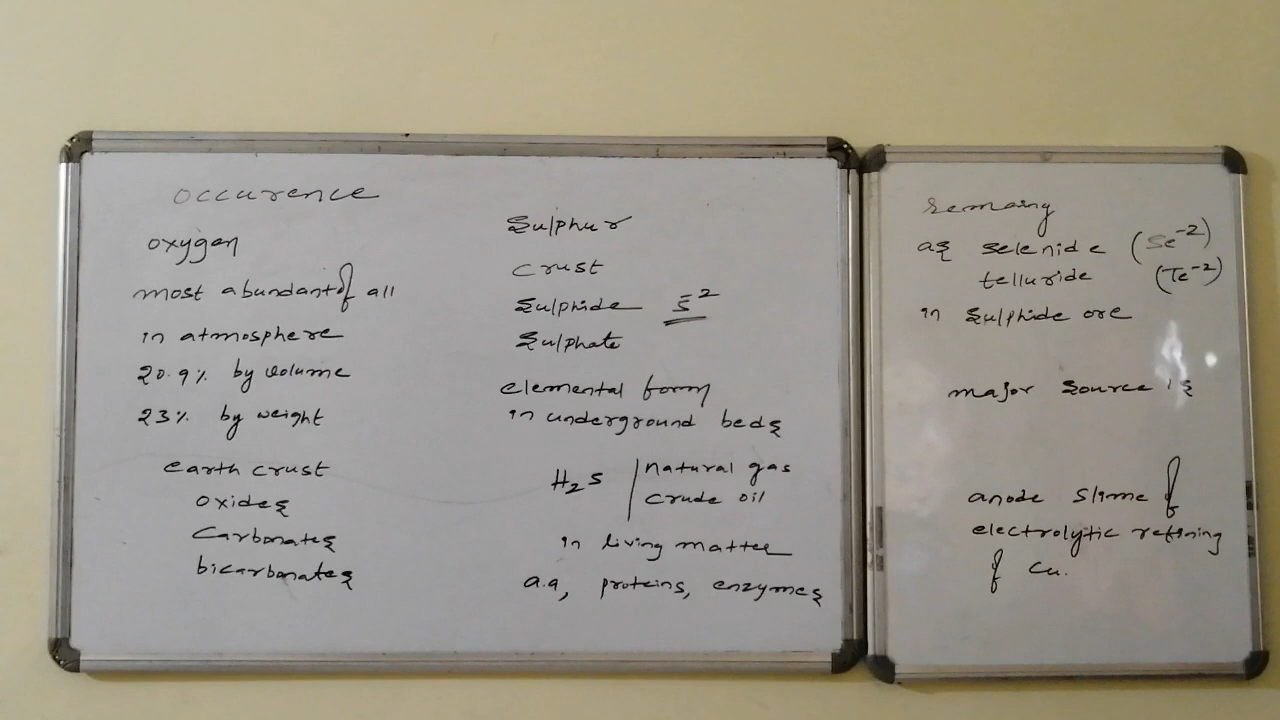 occurence
oxygen
most abundant of all
in atmosphere
20.9% by volume
23% by weight
earth crust
oxides
Carbonates
bicarbonates
Sulphur
crust
Sulphide S²
Sulphate
elemental form
in underground beds
H₂S | natural gas
crude oil
in living matter
a.a, proteins, enzymes
remaing
as selenide (Se⁻²)
telluride (Te⁻²)
in Sulphide ore
major source is
anode slime of
electrolytic refining
of Cu.